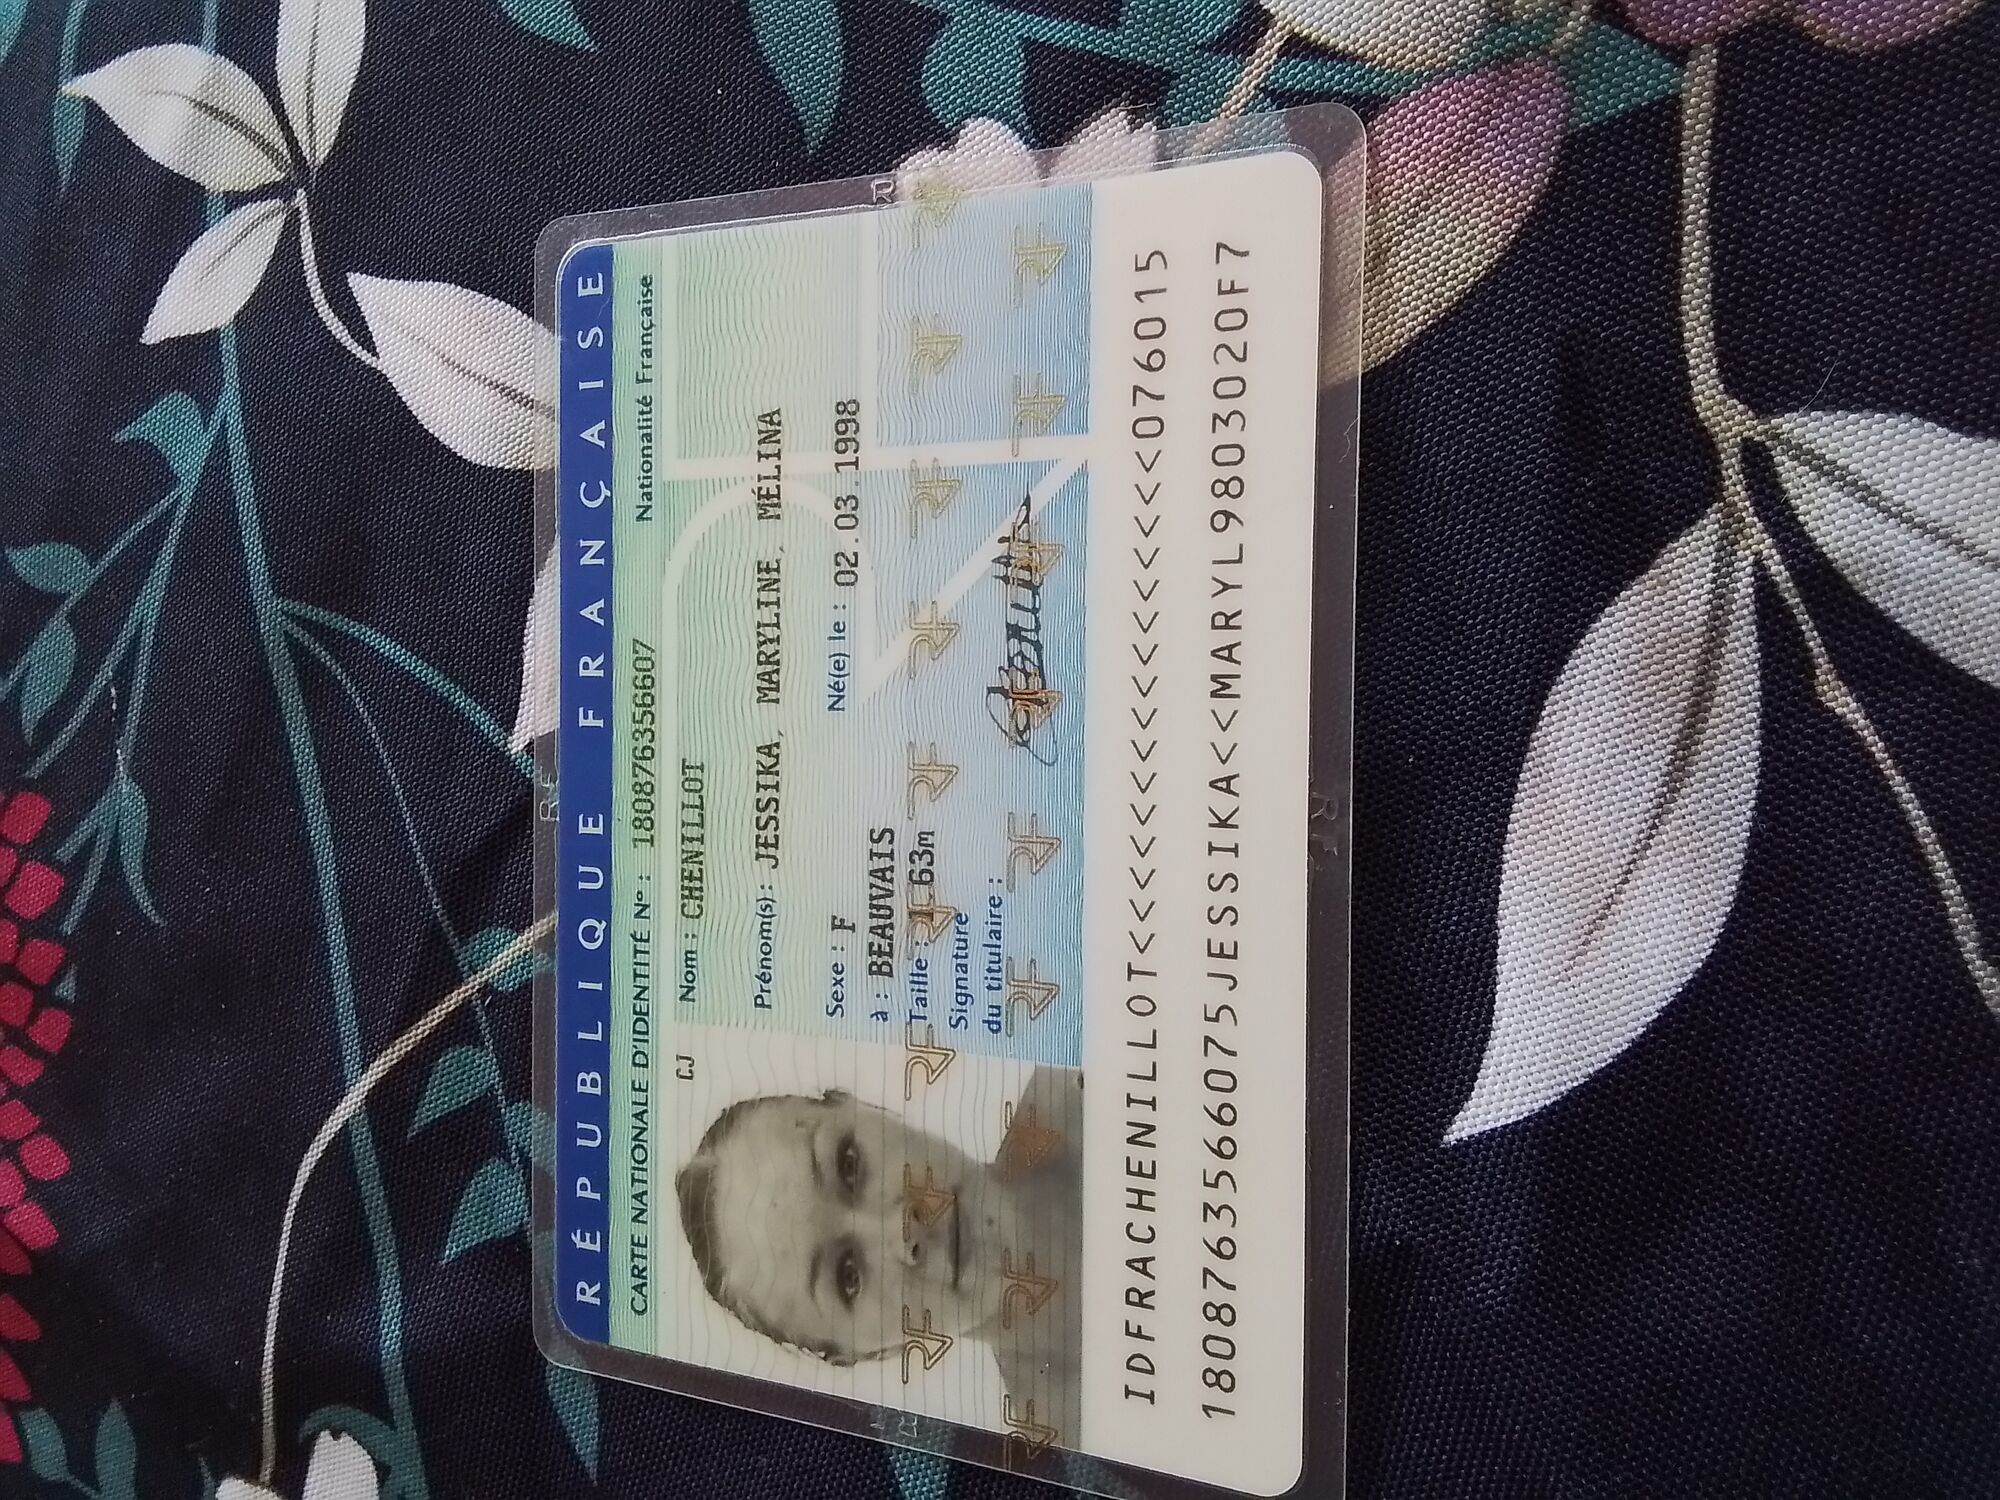 RÉPUBLIQUE FRANÇAISE
CARTE NATIONALE D'IDENTITÉ N° : 180876356607 Nationalité Française
CJ
Nom : CHENILLOT
Prénom(s) : JESSIKA, MARYLINE, MÉLINA
Sexe : F Né(e) le : 02.03.1998
à : BEAUVAIS
Taille : 1,63m
Signature
du titulaire :
IDFRACHENILLOT<<<<<<<<<<<<<<<<076015
1808763566075JESSIKA<<MARYL9803020F7